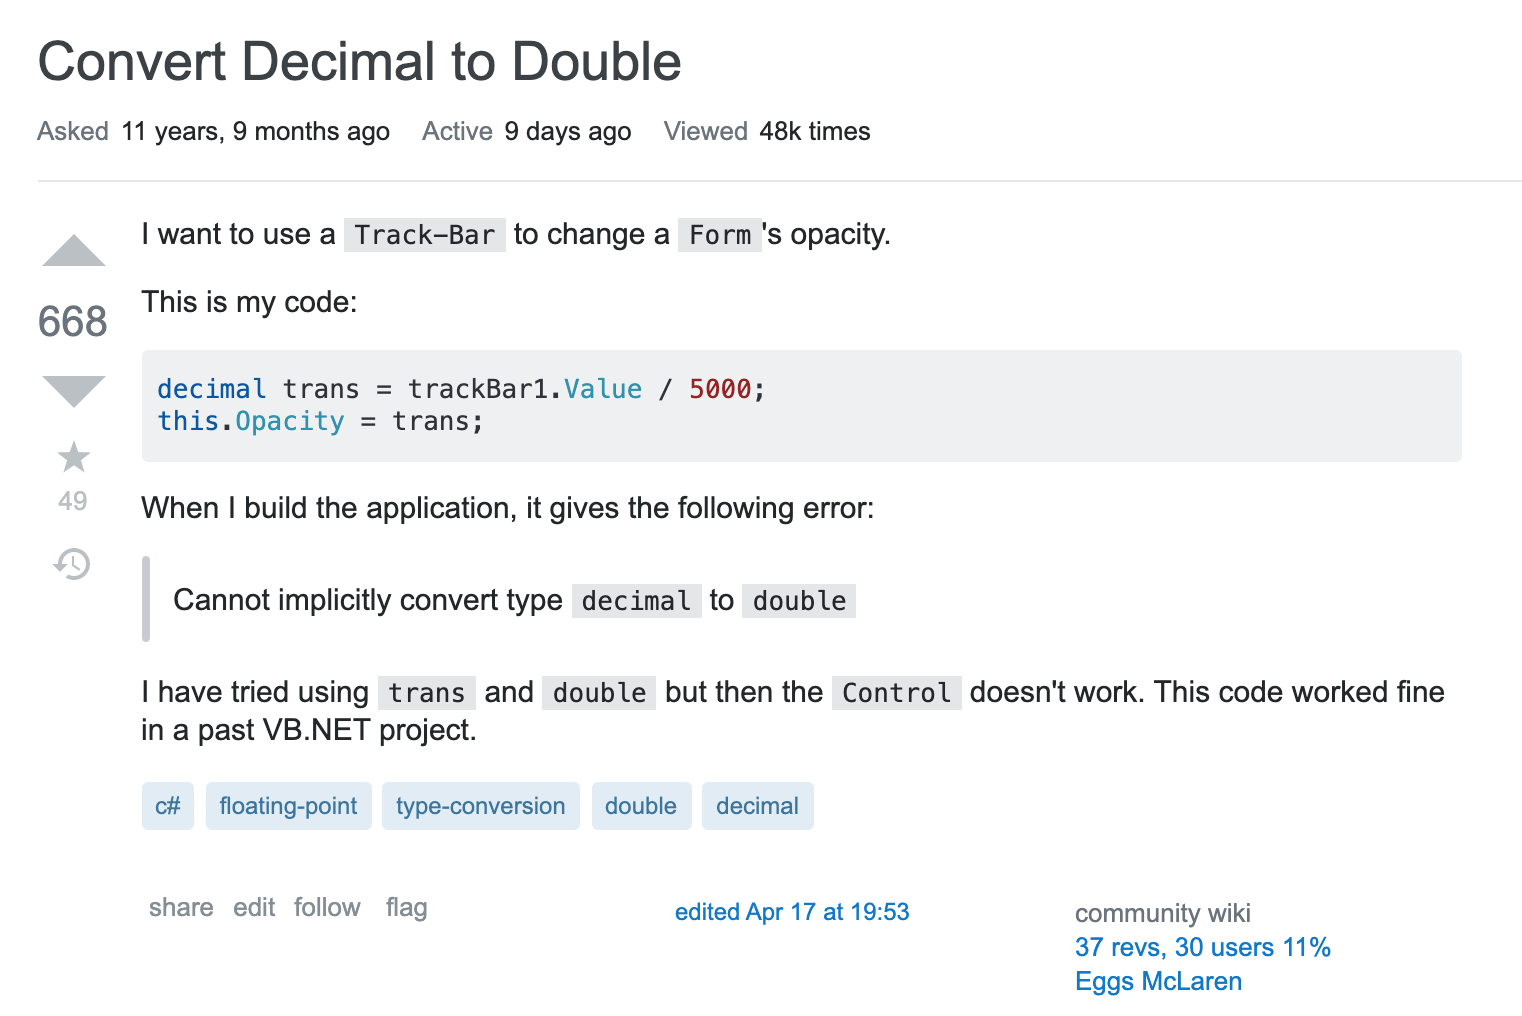 Convert Decimal to Double
Asked 11 years, 9 months ago Active 9 days ago Viewed 48k times
I want to use a Track-Bar to change a Form's opacity.
668
This is my code:
decimal trans = trackBar1.Value / 5000;
this.Opacity = trans;
49
When I build the application, it gives the following error:
Cannot implicitly convert type decimal to double
I have tried using trans and double but then the Control doesn't work. This code worked fine
in a past VB.NET project.
c# floating-point type-conversion double decimal
share edit follow flag
edited Apr 17 at 19:53
community wiki
37 revs, 30 users 11%
Eggs McLaren